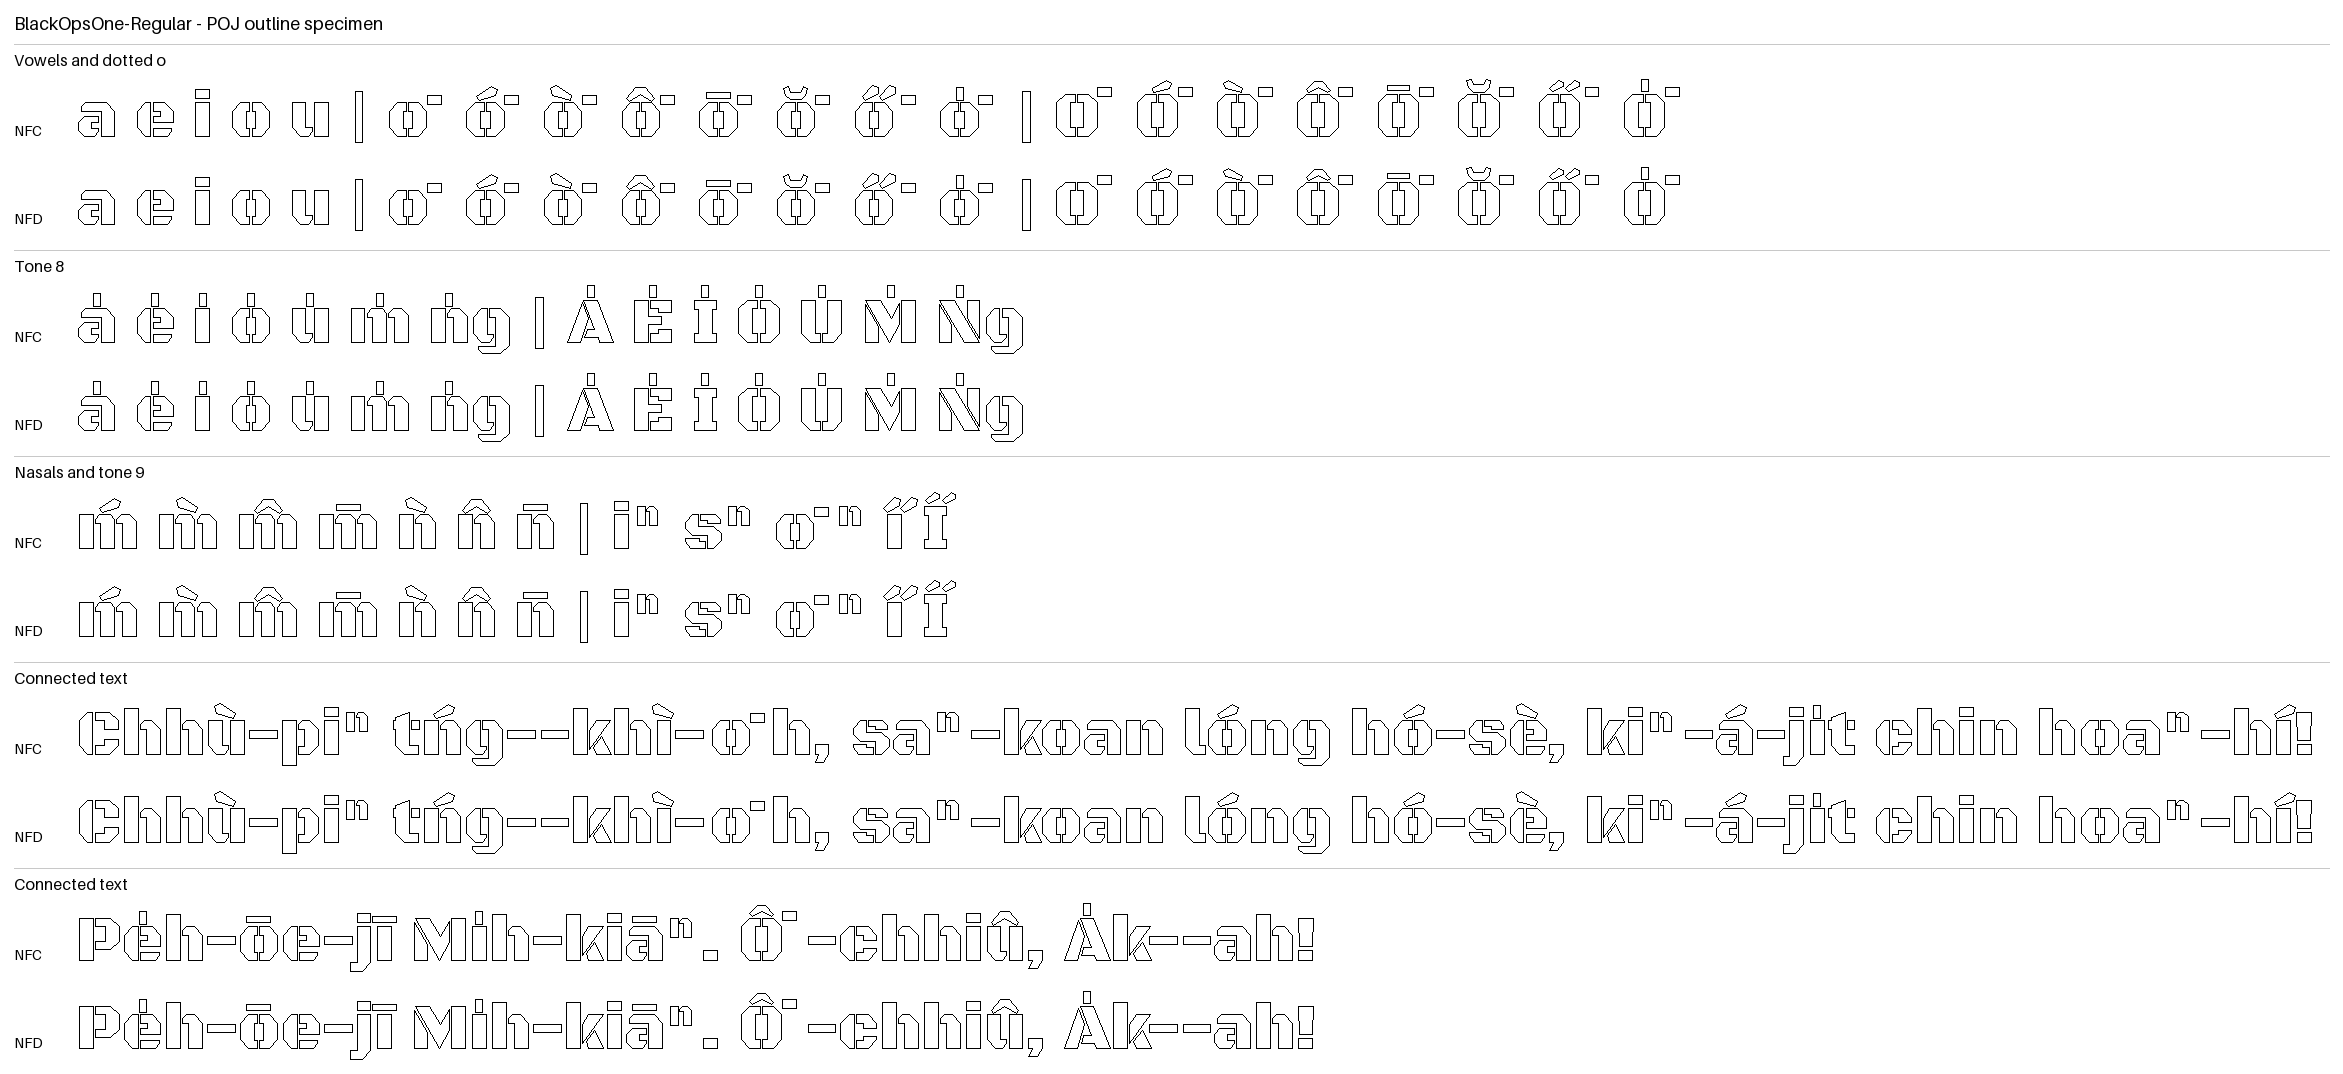 BlackOpsOne-Regular - POJ outline specimen
Vowels and dotted o
NFC a e i o u | o͘ ó͘ ò͘ ô͘ ō͘ ŏ͘ ő͘ o̍͘ | O͘ Ó͘ Ò͘ Ô͘ Ō͘ Ŏ͘ Ő͘ O̍͘
NFD a e i o u | o͘ ó͘ ò͘ ô͘ ō͘ ŏ͘ ő͘ o̍͘ | O͘ Ó͘ Ò͘ Ô͘ Ō͘ Ŏ͘ Ő͘ O̍͘
Tone 8
NFC a̍ e̍ i̍ o̍ u̍ m̍ n̍g | A̍ E̍ I̍ O̍ U̍ M̍ N̍g
NFD a̍ e̍ i̍ o̍ u̍ m̍ n̍g | A̍ E̍ I̍ O̍ U̍ M̍ N̍g
Nasals and tone 9
NFC ḿ m̀ m̂ m̄ ǹ n̂ n̄ | iⁿ sⁿ o͘ⁿ i̋ I̋
NFD ḿ m̀ m̂ m̄ ǹ n̂ n̄ | iⁿ sⁿ o͘ⁿ i̋ I̋
Connected text
NFC Chhù-piⁿ tńg--khì-o͘h, saⁿ-koan lóng hó-sè, kiⁿ-á-ji̍t chin hoaⁿ-hí!
NFD Chhù-piⁿ tńg--khì-o͘h, saⁿ-koan lóng hó-sè, kiⁿ-á-ji̍t chin hoaⁿ-hí!
Connected text
NFC Pe̍h-ōe-jī Mi̍h-kiāⁿ. Ô͘-chhiû, A̍k--ah!
NFD Pe̍h-ōe-jī Mi̍h-kiāⁿ. Ô͘-chhiû, A̍k--ah!